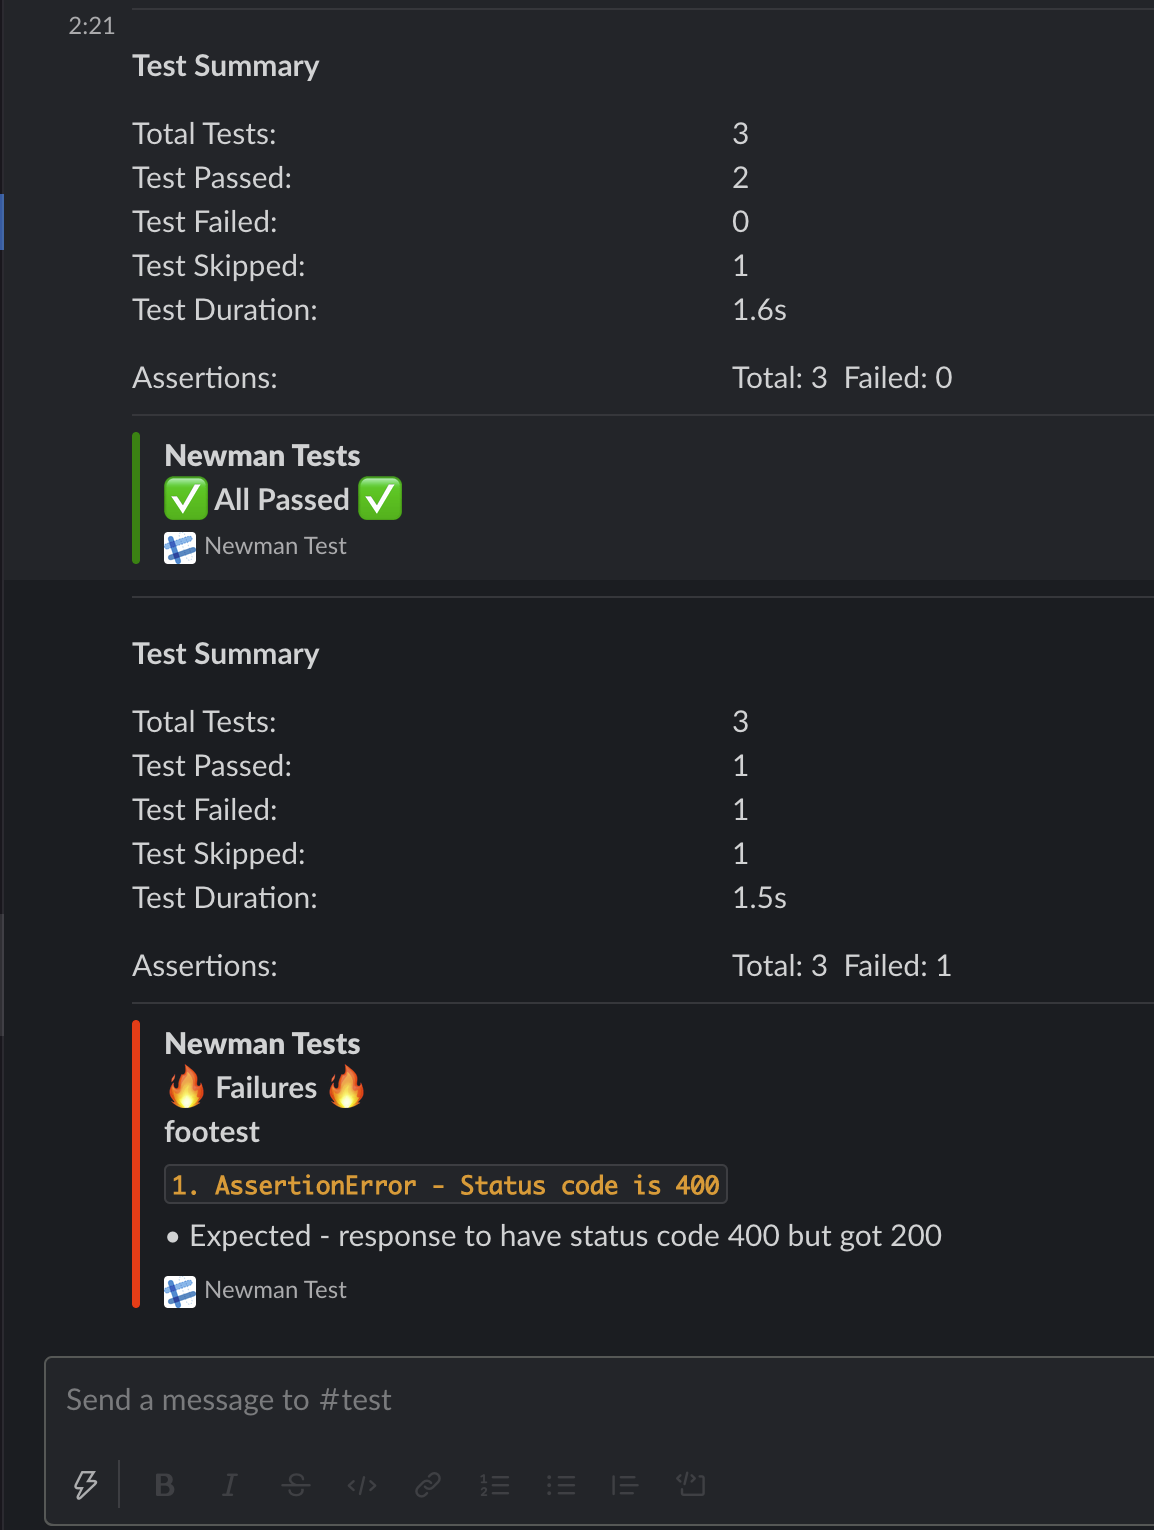 2:21
Test Summary
Total Tests: 3
Test Passed: 2
Test Failed: 0
Test Skipped: 1
Test Duration: 1.6s
Assertions: Total: 3 Failed: 0
Newman Tests
✅ All Passed ✅
Newman Test
Test Summary
Total Tests: 3
Test Passed: 1
Test Failed: 1
Test Skipped: 1
Test Duration: 1.5s
Assertions: Total: 3 Failed: 1
Newman Tests
🔥 Failures 🔥
footest
1. AssertionError - Status code is 400
• Expected - response to have status code 400 but got 200
Newman Test
Send a message to #test